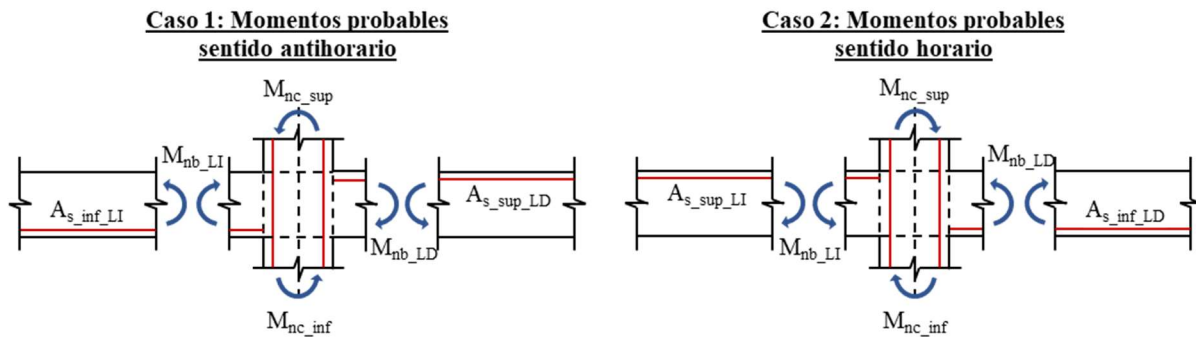 Caso 1: Momentos probables
sentido antihorario
M_nc_sup
M_nb_LI
A_s_inf_LI
A_s_sup_LD
M_nb_LD
M_nc_inf
Caso 2: Momentos probables
sentido horario
M_nc_sup
M_nb_LD
A_s_sup_LI
A_s_inf_LD
M_nb_LI
M_nc_inf